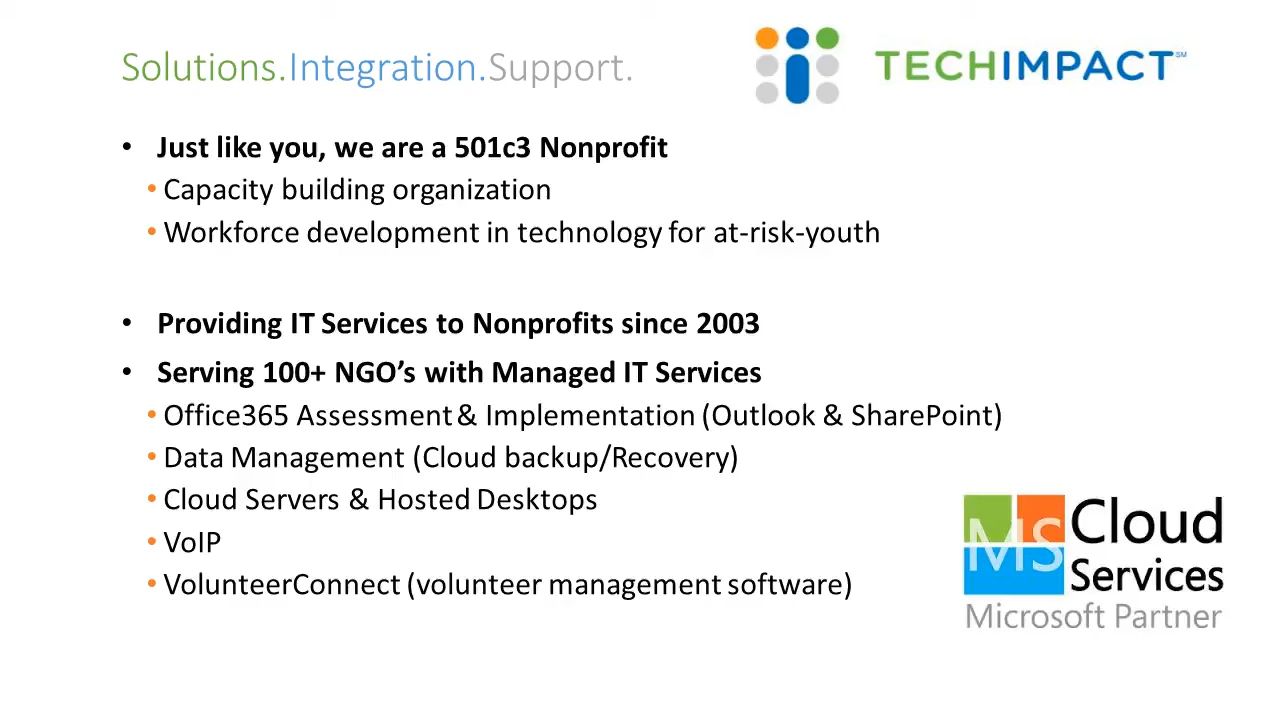 Solutions.Integration.Support.
TECHIMPACT℠
• Just like you, we are a 501c3 Nonprofit
• Capacity building organization
• Workforce development in technology for at-risk-youth
• Providing IT Services to Nonprofits since 2003
• Serving 100+ NGO’s with Managed IT Services
• Office365 Assessment & Implementation (Outlook & SharePoint)
• Data Management (Cloud backup/Recovery)
• Cloud Servers & Hosted Desktops
• VoIP
• VolunteerConnect (volunteer management software)
MS Cloud
Services
Microsoft Partner